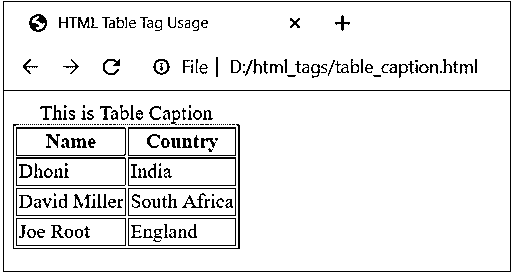 HTML Table Tag Usage
File | D:/html_tags/table_caption.html
This is Table Caption
Name Country
Dhoni India
David Miller South Africa
Joe Root England